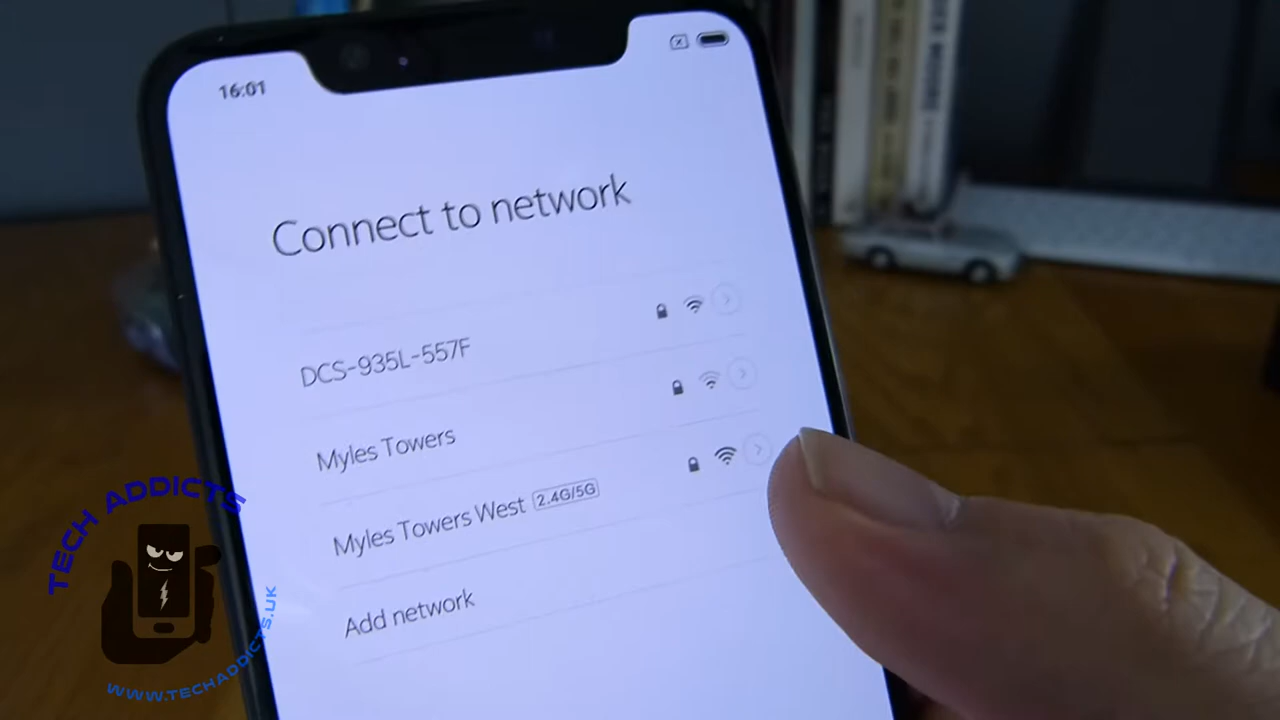 16:01
Connect to network
DCS-935L-557F
Myles Towers
Myles Towers West 2.4G/5G
Add network
TECH ADDICTS
WWW.TECHADDICTS.UK